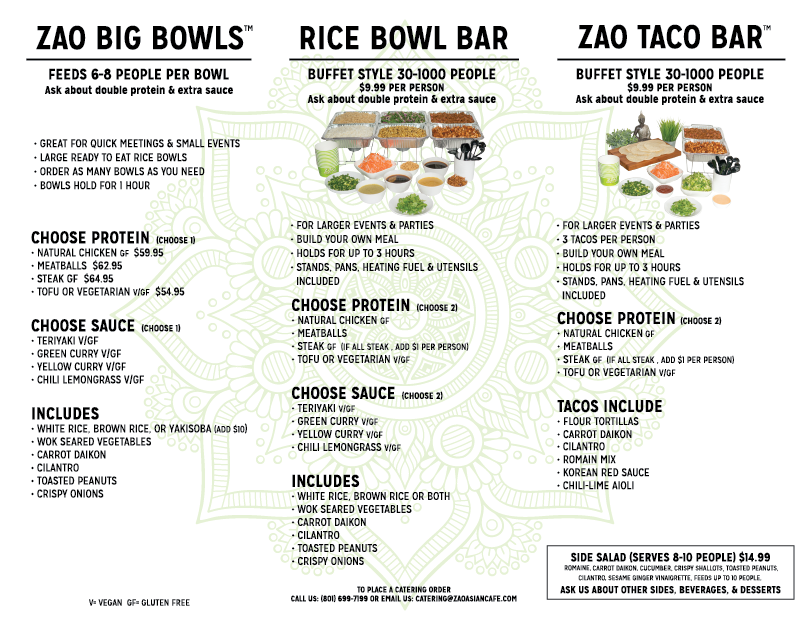 ZAO BIG BOWLS™
FEEDS 6-8 PEOPLE PER BOWL
Ask about double protein & extra sauce
· GREAT FOR QUICK MEETINGS & SMALL EVENTS
· LARGE READY TO EAT RICE BOWLS
· ORDER AS MANY BOWLS AS YOU NEED
· BOWLS HOLD FOR 1 HOUR
CHOOSE PROTEIN (CHOOSE 1)
· NATURAL CHICKEN GF $59.95
· MEATBALLS $62.95
· STEAK GF $64.95
· TOFU OR VEGETARIAN V/GF $54.95
CHOOSE SAUCE (CHOOSE 1)
· TERIYAKI V/GF
· GREEN CURRY V/GF
· YELLOW CURRY V/GF
· CHILI LEMONGRASS V/GF
INCLUDES
· WHITE RICE, BROWN RICE, OR YAKISOBA (ADD $10)
· WOK SEARED VEGETABLES
· CARROT DAIKON
· CILANTRO
· TOASTED PEANUTS
· CRISPY ONIONS
V= VEGAN GF= GLUTEN FREE
RICE BOWL BAR
BUFFET STYLE 30-1000 PEOPLE
$9.99 PER PERSON
Ask about double protein & extra sauce
· FOR LARGER EVENTS & PARTIES
· BUILD YOUR OWN MEAL
· HOLDS FOR UP TO 3 HOURS
· STANDS, PANS, HEATING FUEL & UTENSILS
INCLUDED
CHOOSE PROTEIN (CHOOSE 2)
· NATURAL CHICKEN GF
· MEATBALLS
· STEAK GF (IF ALL STEAK , ADD $1 PER PERSON)
· TOFU OR VEGETARIAN V/GF
CHOOSE SAUCE (CHOOSE 2)
· TERIYAKI V/GF
· GREEN CURRY V/GF
· YELLOW CURRY V/GF
· CHILI LEMONGRASS V/GF
INCLUDES
· WHITE RICE, BROWN RICE OR BOTH
· WOK SEARED VEGETABLES
· CARROT DAIKON
· CILANTRO
· TOASTED PEANUTS
· CRISPY ONIONS
TO PLACE A CATERING ORDER
CALL US: (801) 699-7199 OR EMAIL US: CATERING@ZAOASIANCAFE.COM
ZAO TACO BAR™
BUFFET STYLE 30-1000 PEOPLE
$9.99 PER PERSON
Ask about double protein & extra sauce
· FOR LARGER EVENTS & PARTIES
· 3 TACOS PER PERSON
· BUILD YOUR OWN MEAL
· HOLDS FOR UP TO 3 HOURS
· STANDS, PANS, HEATING FUEL & UTENSILS
INCLUDED
CHOOSE PROTEIN (CHOOSE 2)
· NATURAL CHICKEN GF
· MEATBALLS
· STEAK GF (IF ALL STEAK , ADD $1 PER PERSON)
· TOFU OR VEGETARIAN V/GF
TACOS INCLUDE
· FLOUR TORTILLAS
· CARROT DAIKON
· CILANTRO
· ROMAIN MIX
· KOREAN RED SAUCE
· CHILI-LIME AIOLI
SIDE SALAD (SERVES 8-10 PEOPLE) $14.99
ROMAINE, CARROT DAIKON, CUCUMBER, CRISPY SHALLOTS, TOASTED PEANUTS,
CILANTRO, SESAME GINGER VINAIGRETTE, FEEDS UP TO 10 PEOPLE.
ASK US ABOUT OTHER SIDES, BEVERAGES, & DESSERTS